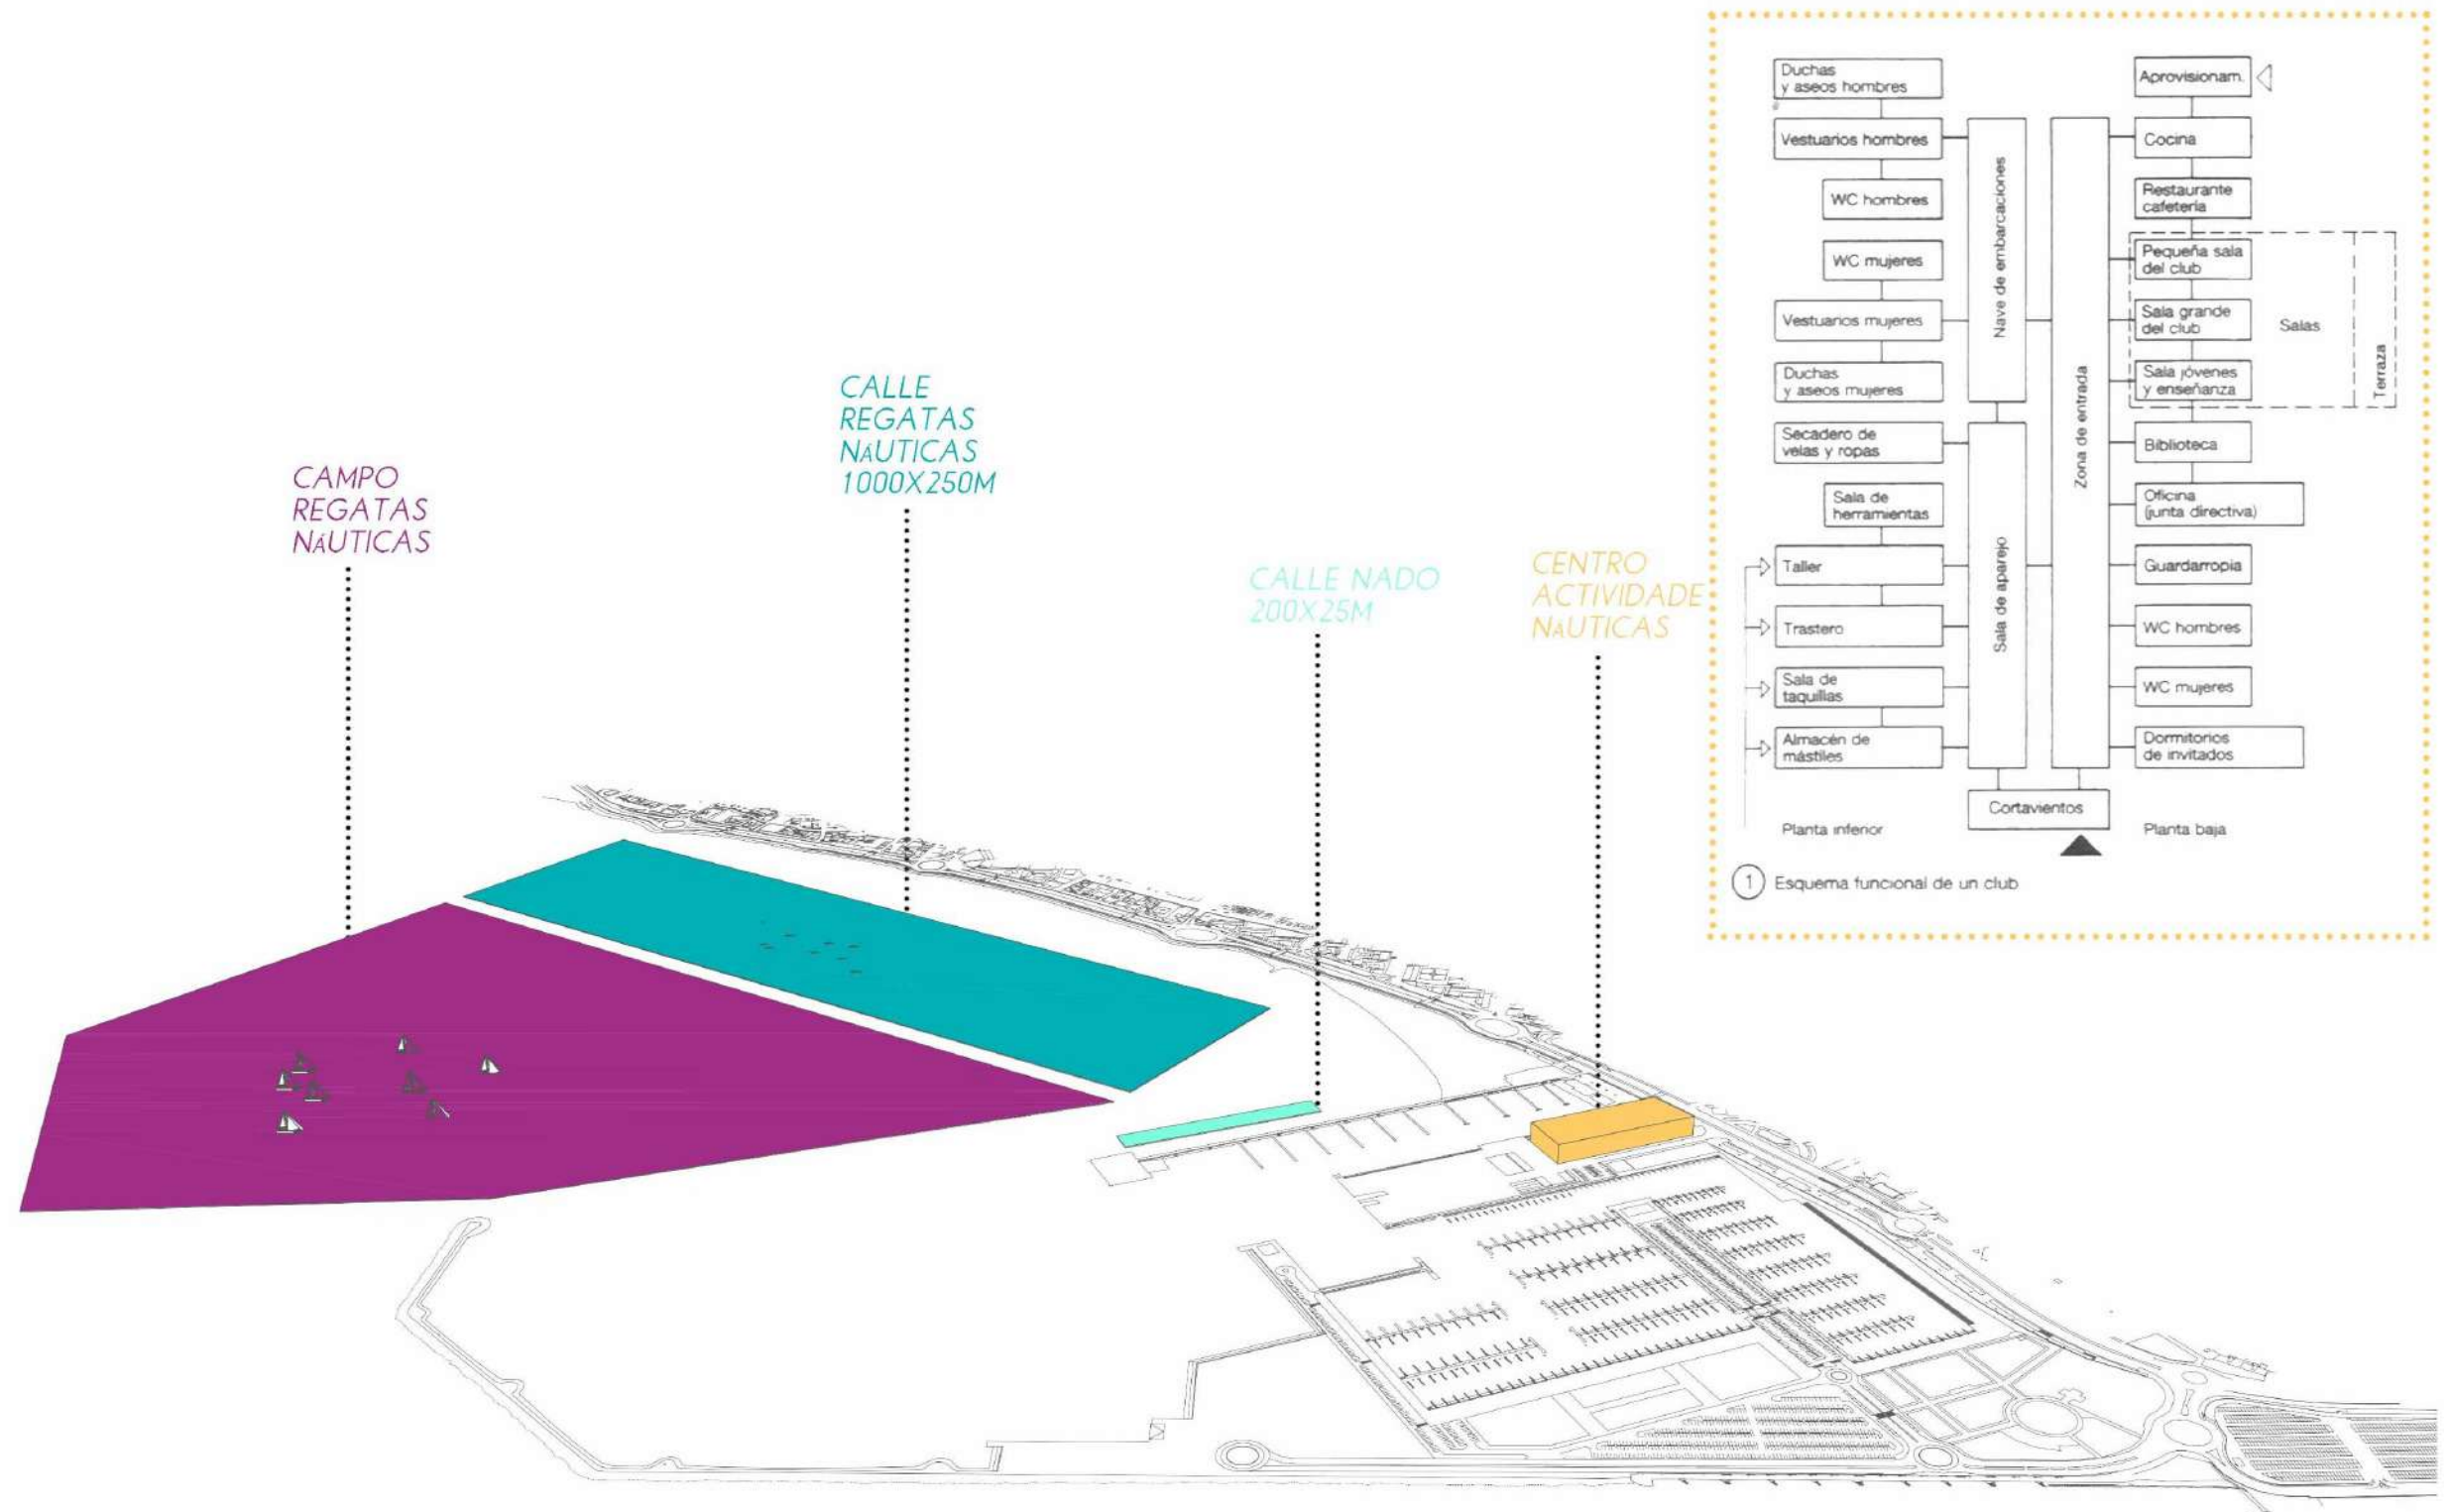 CAMPO
REGATAS
NÁUTICAS
CALLE
REGATAS
NÁUTICAS
1000X250M
CALLE NADO
200X25M
CENTRO
ACTIVIDADE
NÁUTICAS
Duchas
y aseos hombres
Vestuarios hombres
WC hombres
WC mujeres
Vestuarios mujeres
Duchas
y aseos mujeres
Secadero de
velas y ropas
Sala de
herramientas
Taller
Trastero
Sala de
taquillas
Almacén de
mástiles
Planta inferior
Nave de embarcaciones
Sala de aparejo
Zona de entrada
Cortavientos
Aprovisionam.
Cocina
Restaurante
cafetería
Pequeña sala
del club
Sala grande
del club
Sala jóvenes
y enseñanza
Salas
Terraza
Biblioteca
Oficina
(junta directiva)
Guardarropia
WC hombres
WC mujeres
Dormitorios
de invitados
Planta baja
1 Esquema funcional de un club